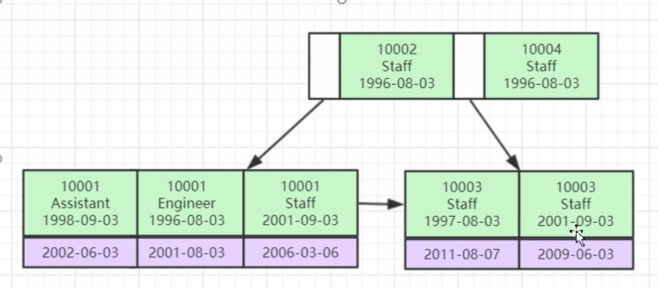 10002
Staff
1996-08-03
10004
Staff
1996-08-03
10001
Assistant
1998-09-03
10001
Engineer
1996-08-03
10001
Staff
2001-09-03
10003
Staff
1997-08-03
10003
Staff
2001-09-03
2002-06-03
2001-08-03
2006-03-06
2011-08-07
2009-06-03